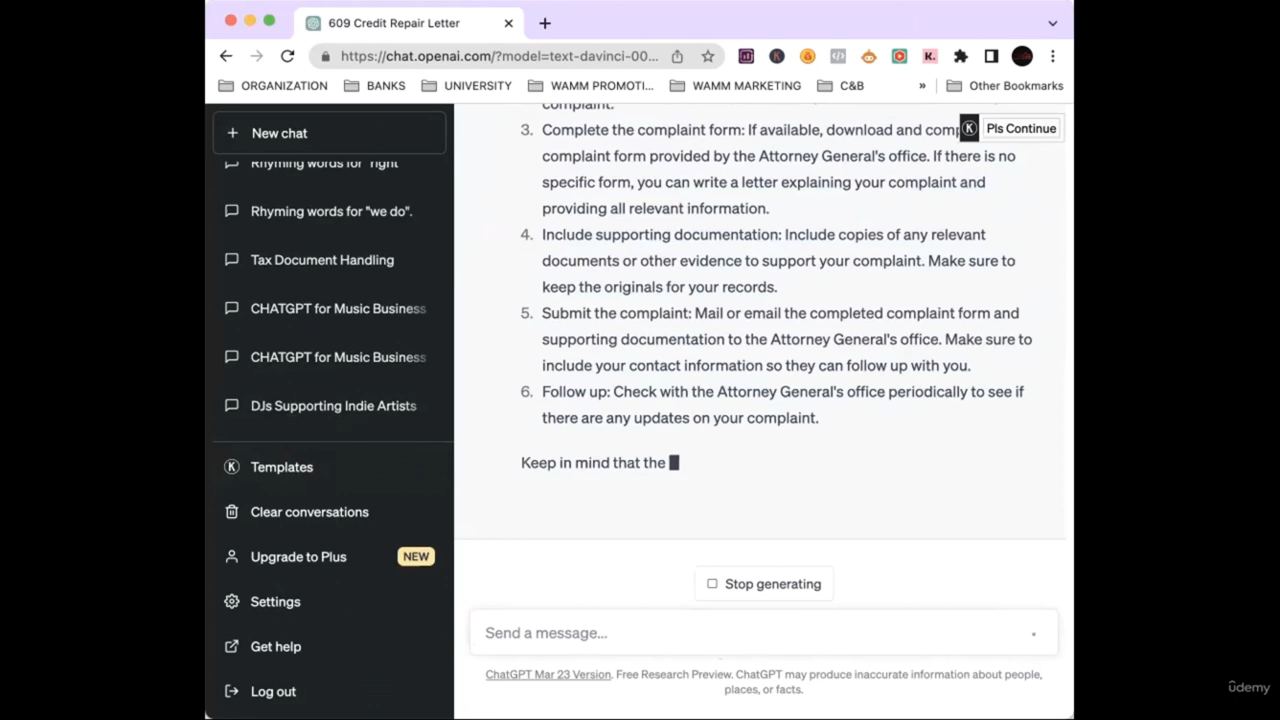 609 Credit Repair Letter
https://chat.openai.com/?model=text-davinci-00...
K.
ORGANIZATION
BANKS
UNIVERSITY
WAMM PROMOTI...
WAMM MARKETING
C&B
»
Other Bookmarks
New chat
Rhyming words for "right"
Rhyming words for "we do".
Tax Document Handling
CHATGPT for Music Business
CHATGPT for Music Business
DJs Supporting Indie Artists
Templates
Clear conversations
Upgrade to Plus
NEW
Settings
Get help
Log out
complaint.
Pls Continue
3. Complete the complaint form: If available, download and
complaint form provided by the Attorney General's office. If there is no
specific form, you can write a letter explaining your complaint and
providing all relevant information.
4. Include supporting documentation: Include copies of any relevant
documents or other evidence to support your complaint. Make sure to
keep the originals for your records.
5. Submit the complaint: Mail or email the completed complaint form and
supporting documentation to the Attorney General's office. Make sure to
include your contact information so they can follow up with you.
6. Follow up: Check with the Attorney General's office periodically to see if
there are any updates on your complaint.
Keep in mind that the
Stop generating
Send a message...
ChatGPT Mar 23 Version. Free Research Preview. ChatGPT may produce inaccurate information about people,
places, or facts.
ûdemy